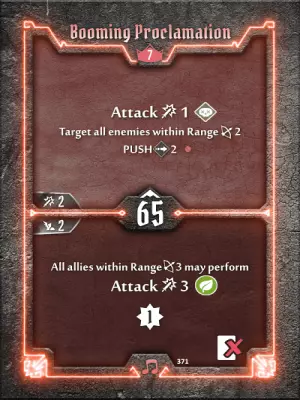 Booming Proclamation
7
Attack 1
Target all enemies within Range 2
PUSH 2
2
65
2
All allies within Range 3 may perform
Attack 3
1
371